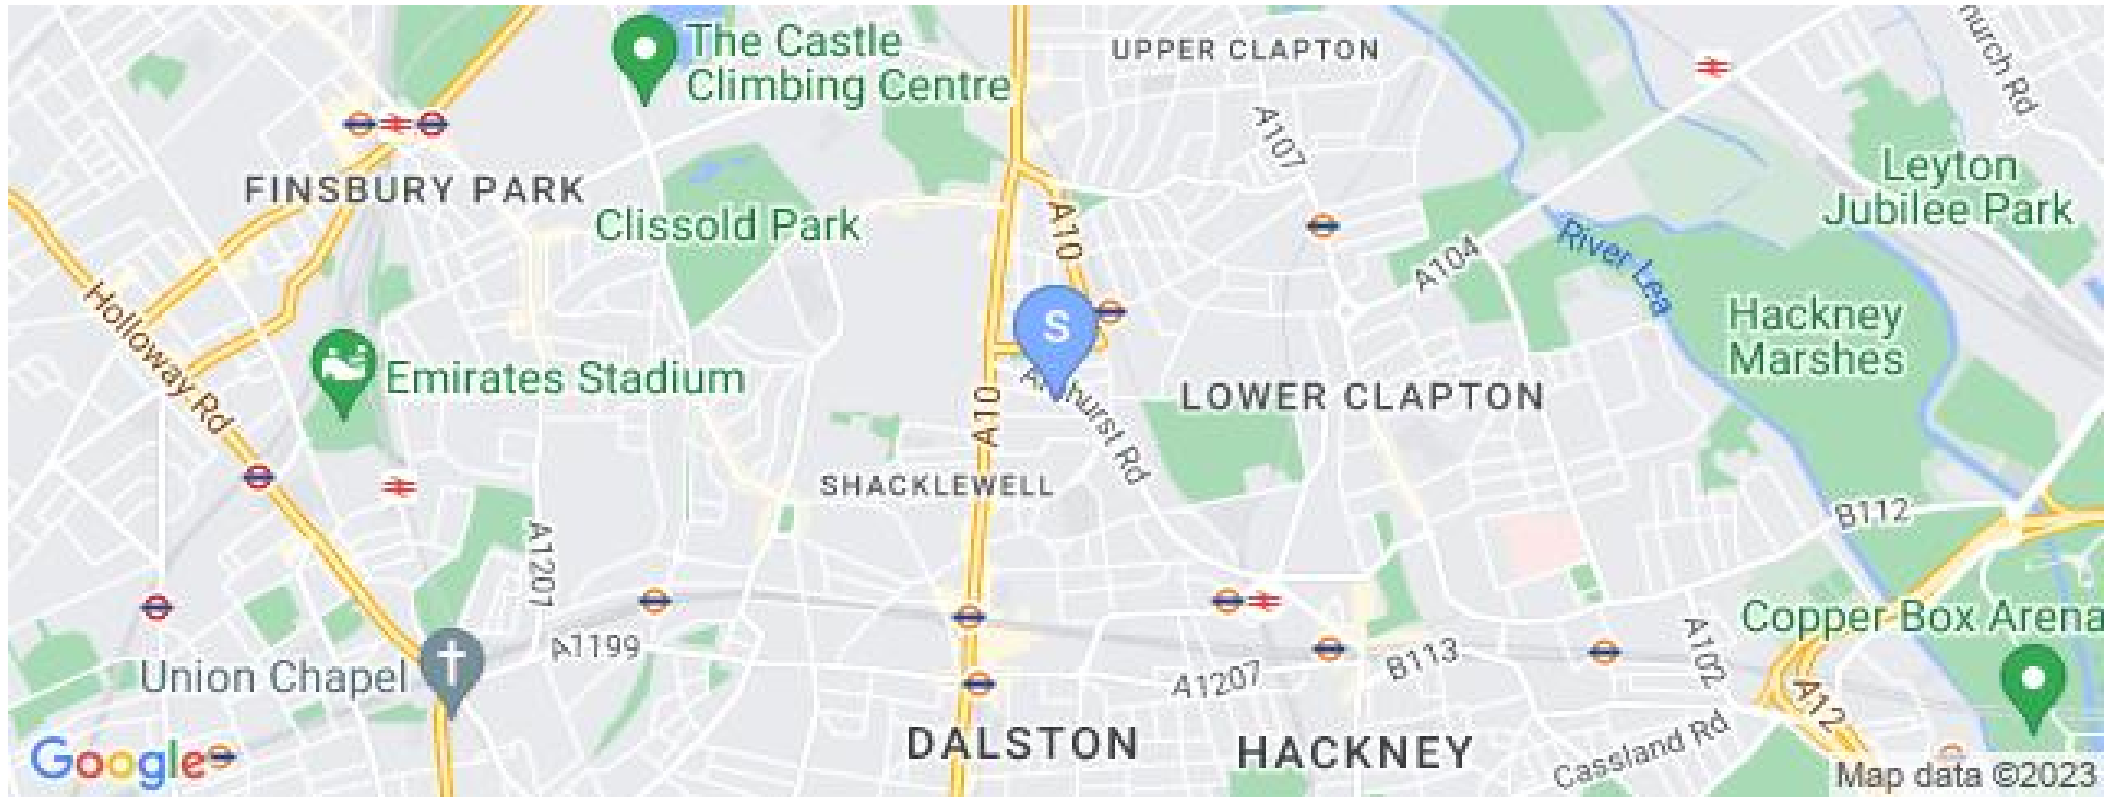 The Castle
Climbing Centre
UPPER CLAPTON
A107
FINSBURY PARK
Clissold Park
A10
Leyton
Jubilee Park
River Lea
A104
Holloway Rd
S
Hackney
Marshes
Emirates Stadium
A10
LOWER CLAPTON
SHACKLEWELL
B112
A1201
Copper Box Arena
A1199
A102
Union Chapel
A1207
B113
A12
DALSTON
HACKNEY
Cassland Rd
Google
Map data ©2023